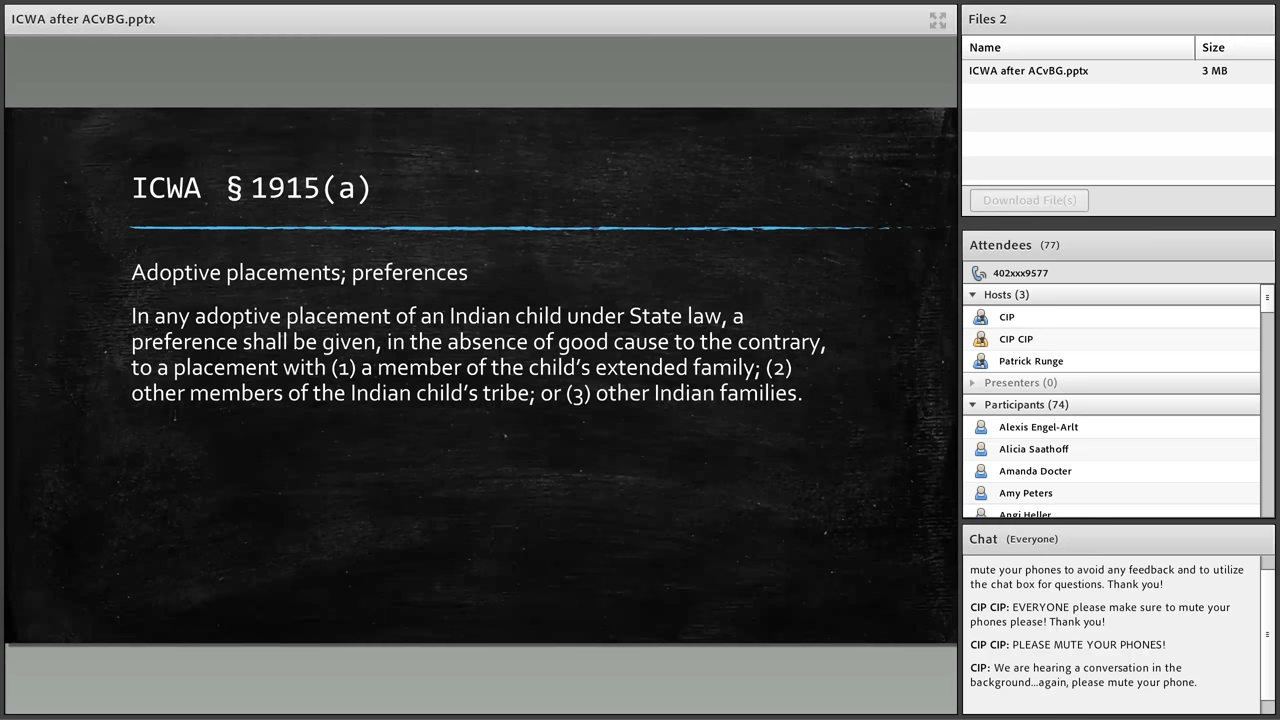 ICWA after ACvBG.pptx
ICWA §1915(a)
Adoptive placements; preferences
In any adoptive placement of an Indian child under State law, a
preference shall be given, in the absence of good cause to the contrary,
to a placement with (1) a member of the child's extended family; (2)
other members of the Indian child's tribe; or (3) other Indian families.
Files 2
Name Size
ICWA after ACvBG.pptx 3 MB
Download File(s)
Attendees (77)
402xxx9577
Hosts (3)
CIP
CIP CIP
Patrick Runge
Presenters (0)
Participants (74)
Alexis Engel-Arlt
Alicia Saathoff
Amanda Docter
Amy Peters
Angi Heller
Chat (Everyone)
mute your phones to avoid any feedback and to utilize
the chat box for questions. Thank you!
CIP CIP: EVERYONE please make sure to mute your
phones please! Thank you!
CIP CIP: PLEASE MUTE YOUR PHONES!
CIP: We are hearing a conversation in the
background...again, please mute your phone.